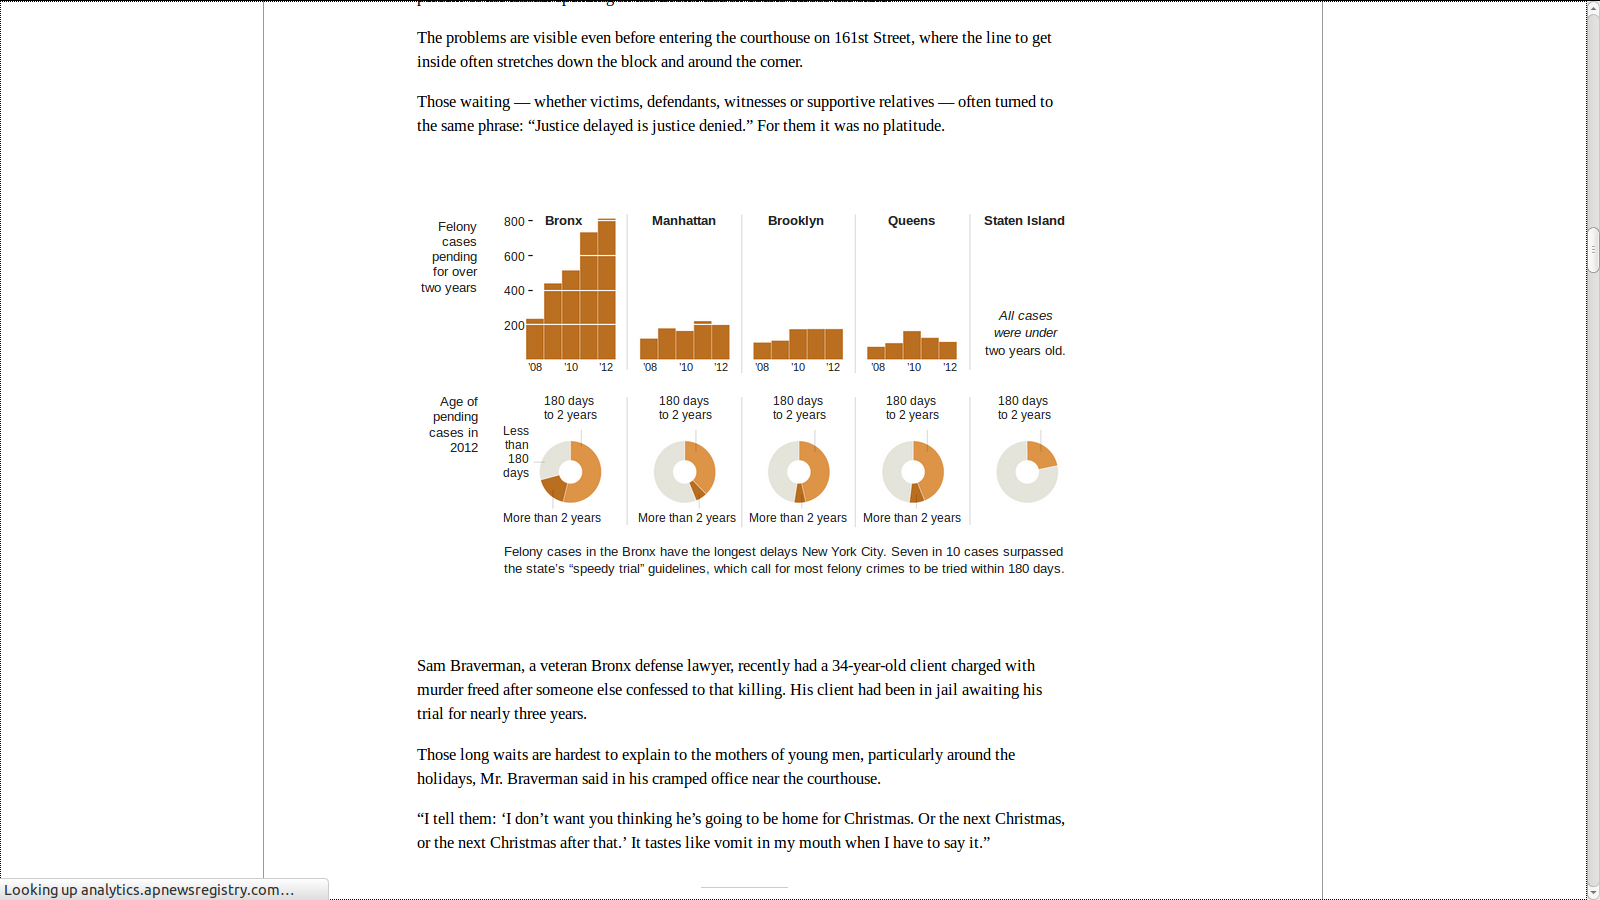 The problems are visible even before entering the courthouse on 161st Street, where the line to get
inside often stretches down the block and around the corner.
Those waiting — whether victims, defendants, witnesses or supportive relatives — often turned to
the same phrase: “Justice delayed is justice denied.” For them it was no platitude.
Felony
cases
pending
for over
two years
800
600
400
200
Bronx
Manhattan
Brooklyn
Queens
Staten Island
All cases
were under
two years old.
'08 '10 '12
'08 '10 '12
'08 '10 '12
'08 '10 '12
Age of
pending
cases in
2012
180 days
to 2 years
Less
than
180
days
More than 2 years
180 days
to 2 years
More than 2 years
180 days
to 2 years
More than 2 years
180 days
to 2 years
More than 2 years
180 days
to 2 years
Felony cases in the Bronx have the longest delays New York City. Seven in 10 cases surpassed
the state’s “speedy trial” guidelines, which call for most felony crimes to be tried within 180 days.
Sam Braverman, a veteran Bronx defense lawyer, recently had a 34-year-old client charged with
murder freed after someone else confessed to that killing. His client had been in jail awaiting his
trial for nearly three years.
Those long waits are hardest to explain to the mothers of young men, particularly around the
holidays, Mr. Braverman said in his cramped office near the courthouse.
“I tell them: ‘I don’t want you thinking he’s going to be home for Christmas. Or the next Christmas,
or the next Christmas after that.’ It tastes like vomit in my mouth when I have to say it.”
Looking up analytics.apnewsregistry.com…